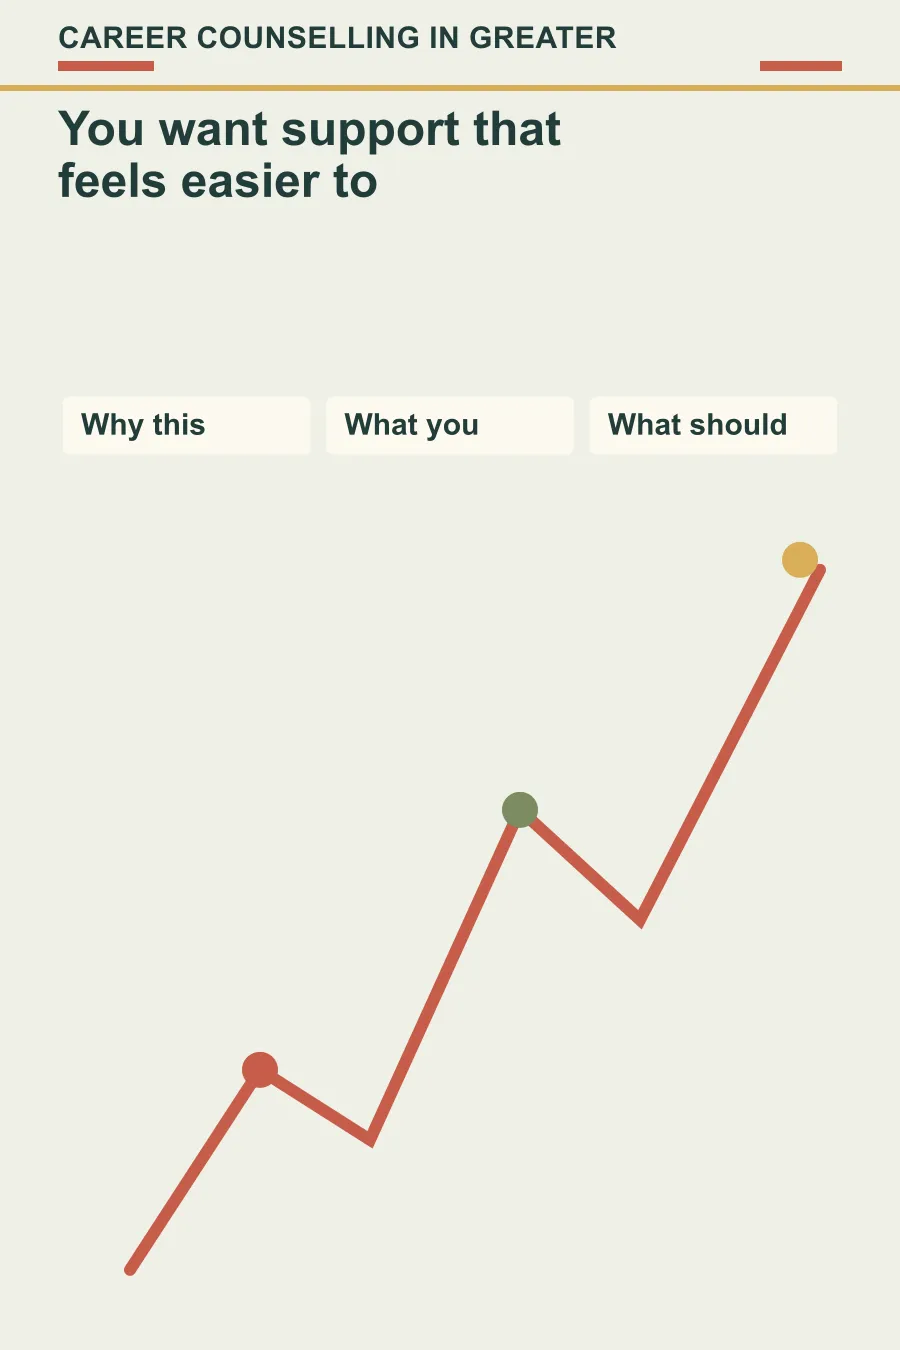 CAREER COUNSELLING IN GREATER
You want support that
feels easier to
Why this
What you
What should